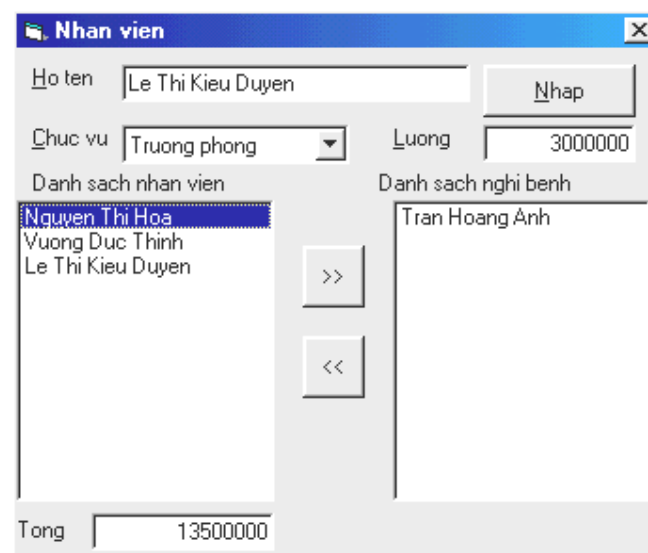 Nhan vien
Ho ten Le Thi Kieu Duyen Nhap
Chuc vu Truong phong Luong 3000000
Danh sach nhan vien Danh sach nghi benh
Nguyen Thi Hoa Tran Hoang Anh
Vuong Duc Thinh
Le Thi Kieu Duyen
>>
<<
Tong 13500000